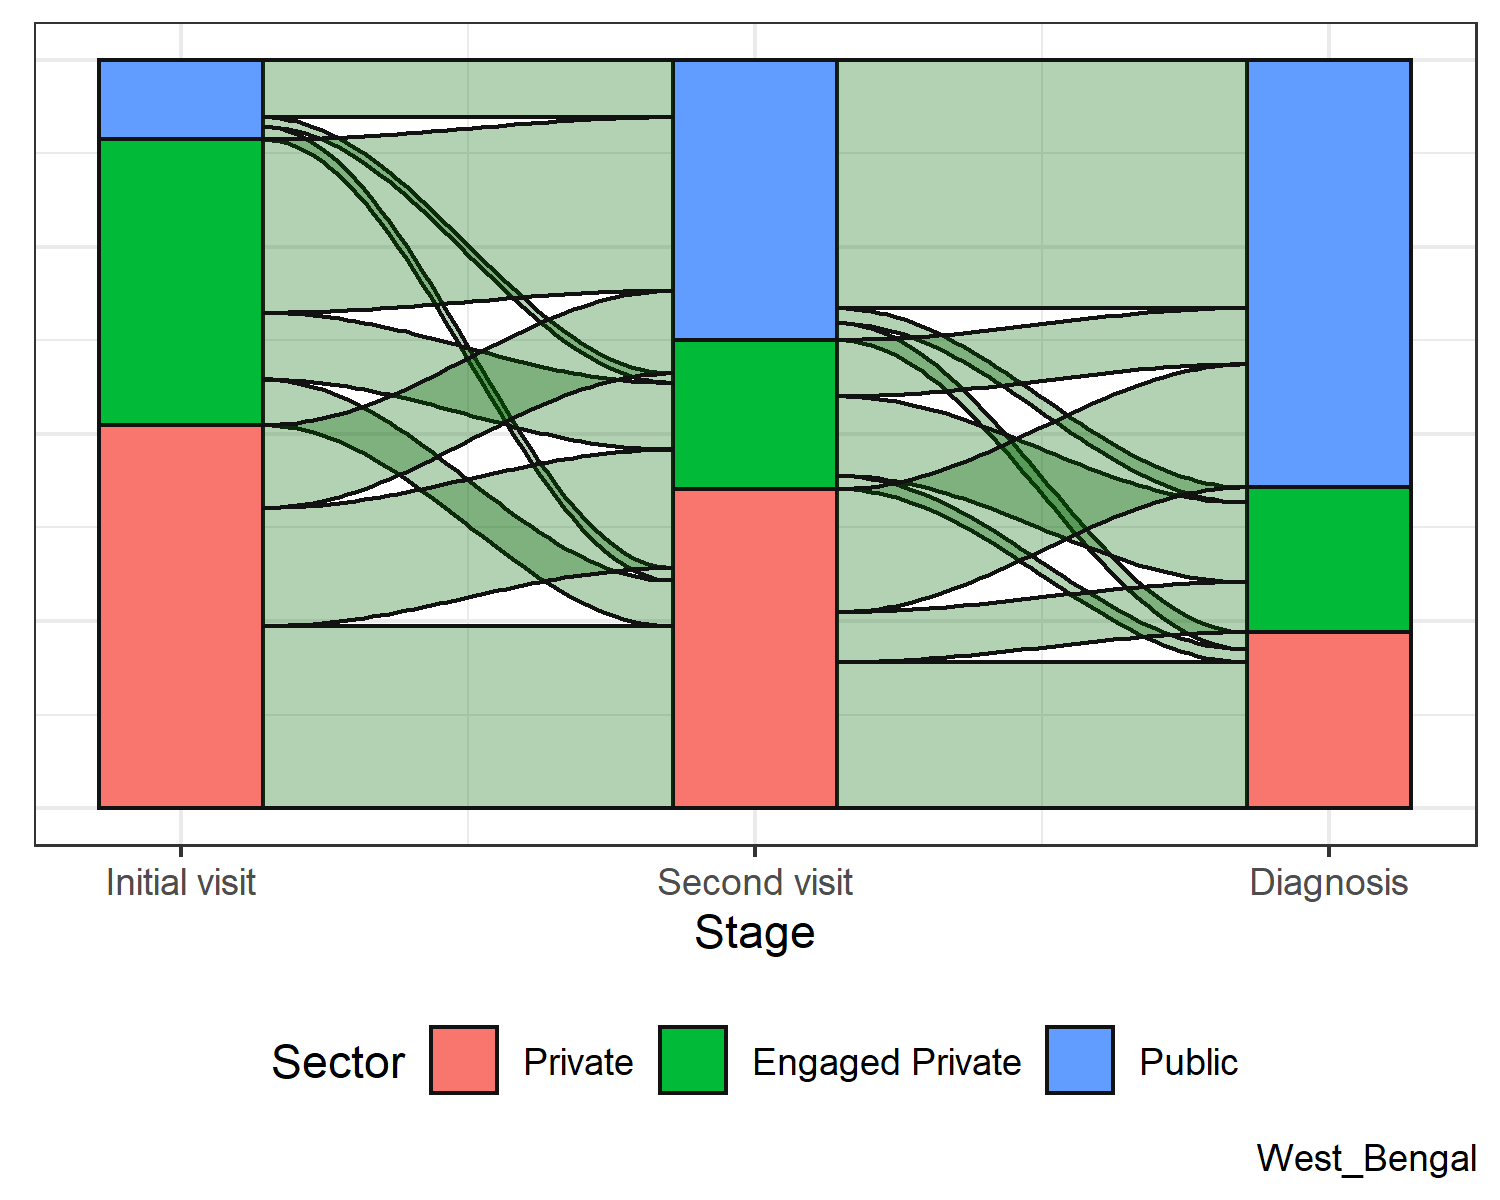 Initial visit Second visit Diagnosis
Stage
Sector Private Engaged Private Public
West_Bengal